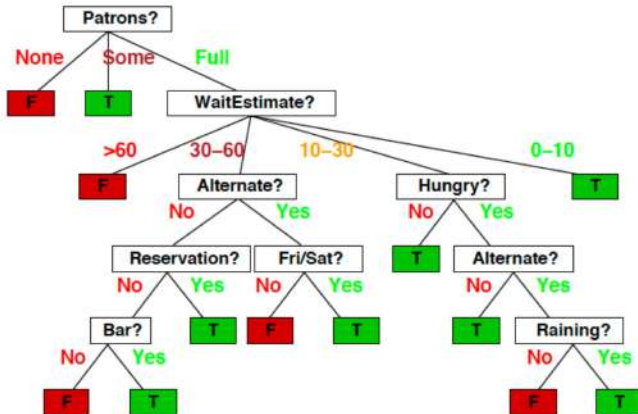 Patrons?
None Some Full
F T WaitEstimate?
>60 30–60 10–30 0–10
F Alternate? Hungry? T
No Yes No Yes
Reservation? Fri/Sat? T Alternate?
No Yes No Yes No Yes
Bar? T F T T Raining?
No Yes No Yes
F T F T